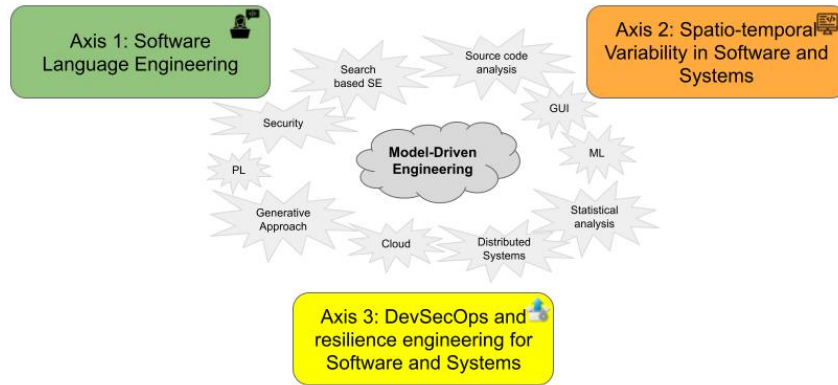 Axis 1: Software
Language Engineering
Axis 2: Spatio-temporal
Variability in Software and
Systems
Search
based SE
Source code
analysis
Security
GUI
Model-Driven
Engineering
PL
ML
Generative
Approach
Cloud
Distributed
Systems
Statistical
analysis
Axis 3: DevSecOps and
resilience engineering for
Software and Systems